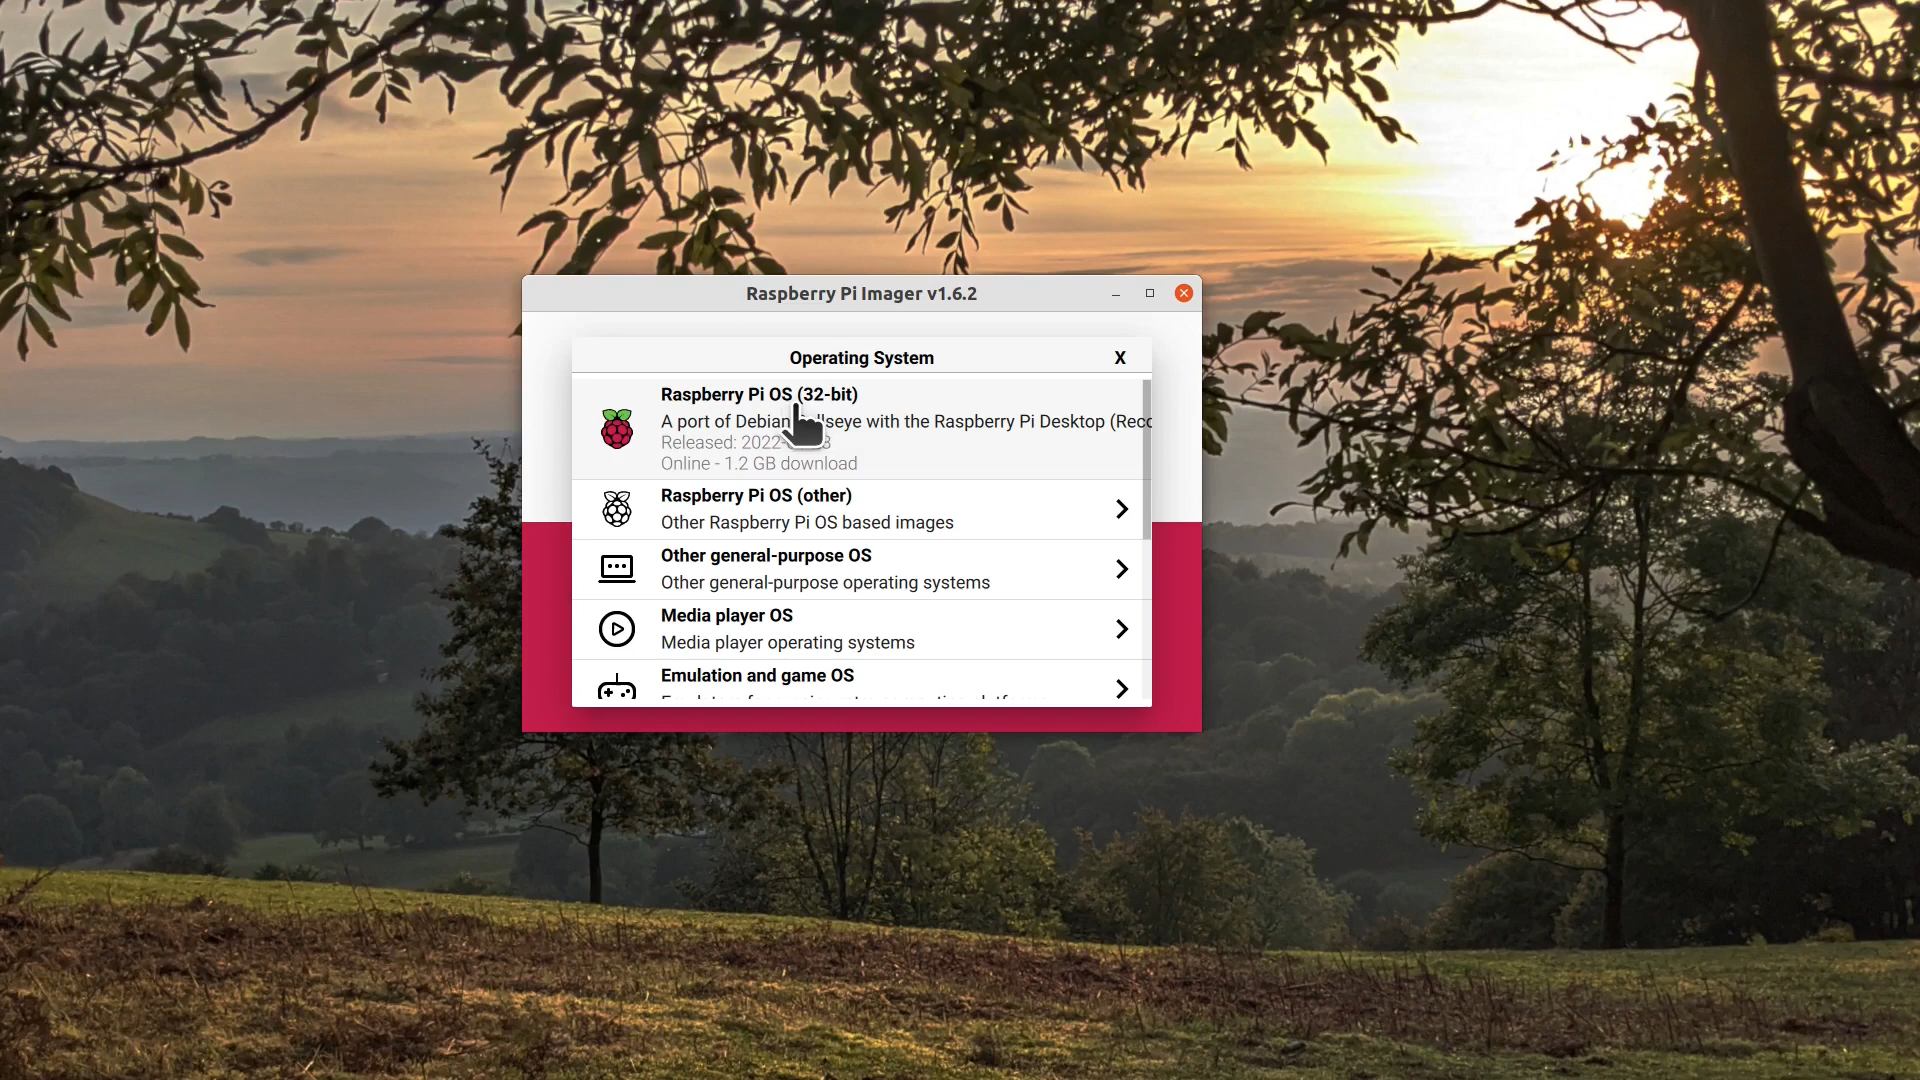 Raspberry Pi Imager v1.6.2
Operating System
X
Raspberry Pi OS (32-bit)
A port of Debian seye with the Raspberry Pi Desktop (Rec
Released: 2022-
Online - 1.2 GB download
Raspberry Pi OS (other)
Other Raspberry Pi OS based images
Other general-purpose OS
Other general-purpose operating systems
Media player OS
Media player operating systems
Emulation and game OS